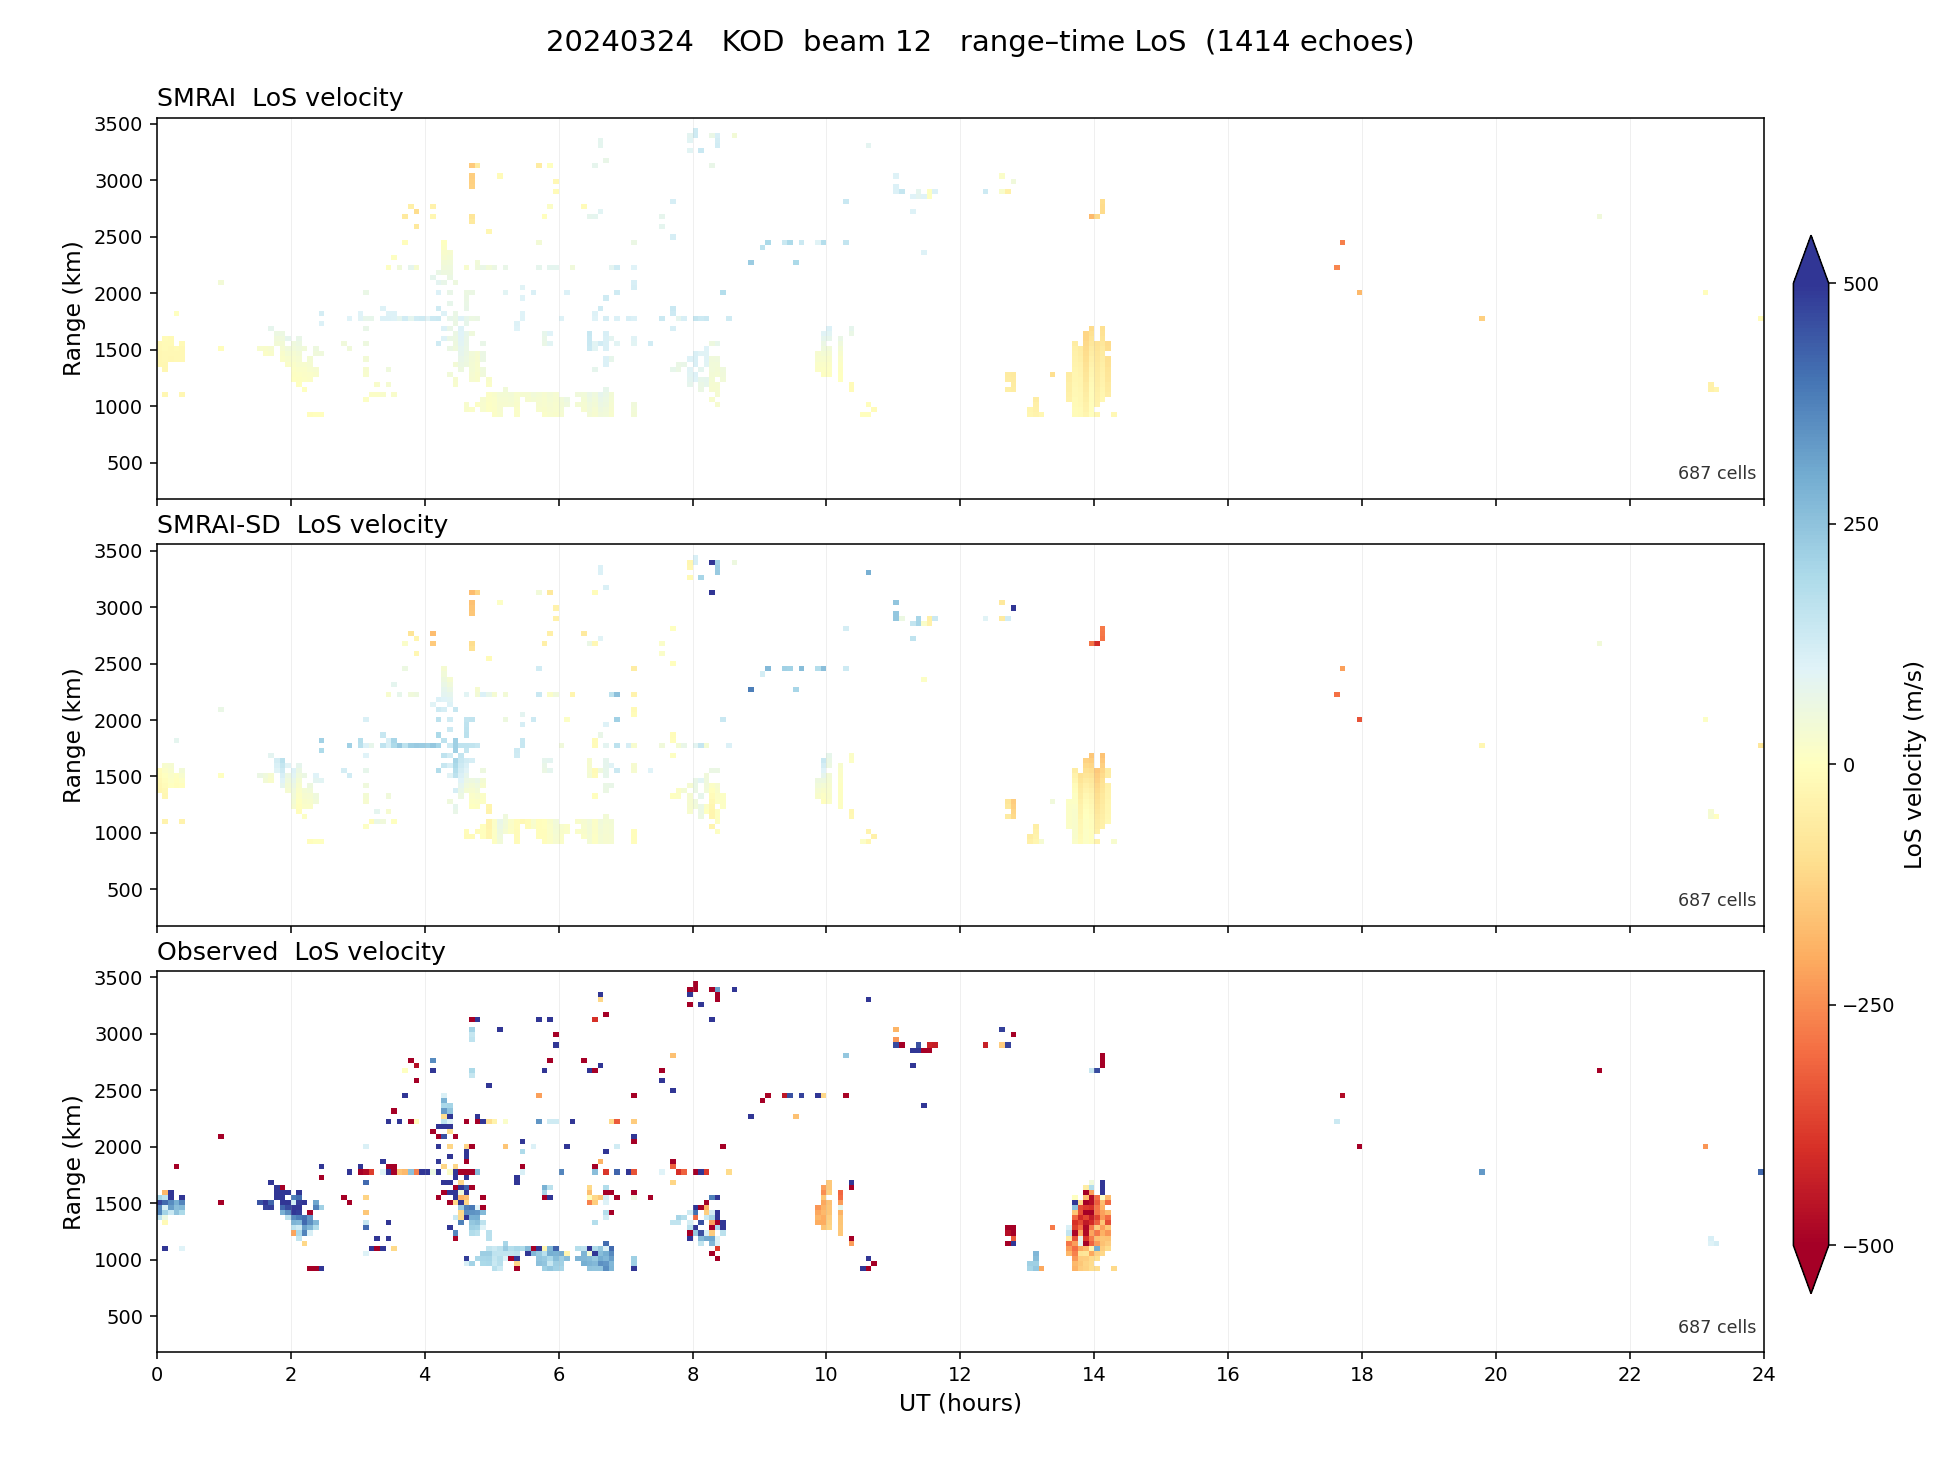 20240324   KOD  beam 12   range–time LoS  (1414 echoes)
SMRAI  LoS velocity
3500
3000
2500
2000
1500
1000
500
Range (km)
687 cells
SMRAI-SD  LoS velocity
3500
3000
2500
2000
1500
1000
500
Range (km)
687 cells
Observed  LoS velocity
3500
3000
2500
2000
1500
1000
500
Range (km)
687 cells
0 2 4 6 8 10 12 14 16 18 20 22 24
UT (hours)
500
250
0
−250
−500
LoS velocity (m/s)